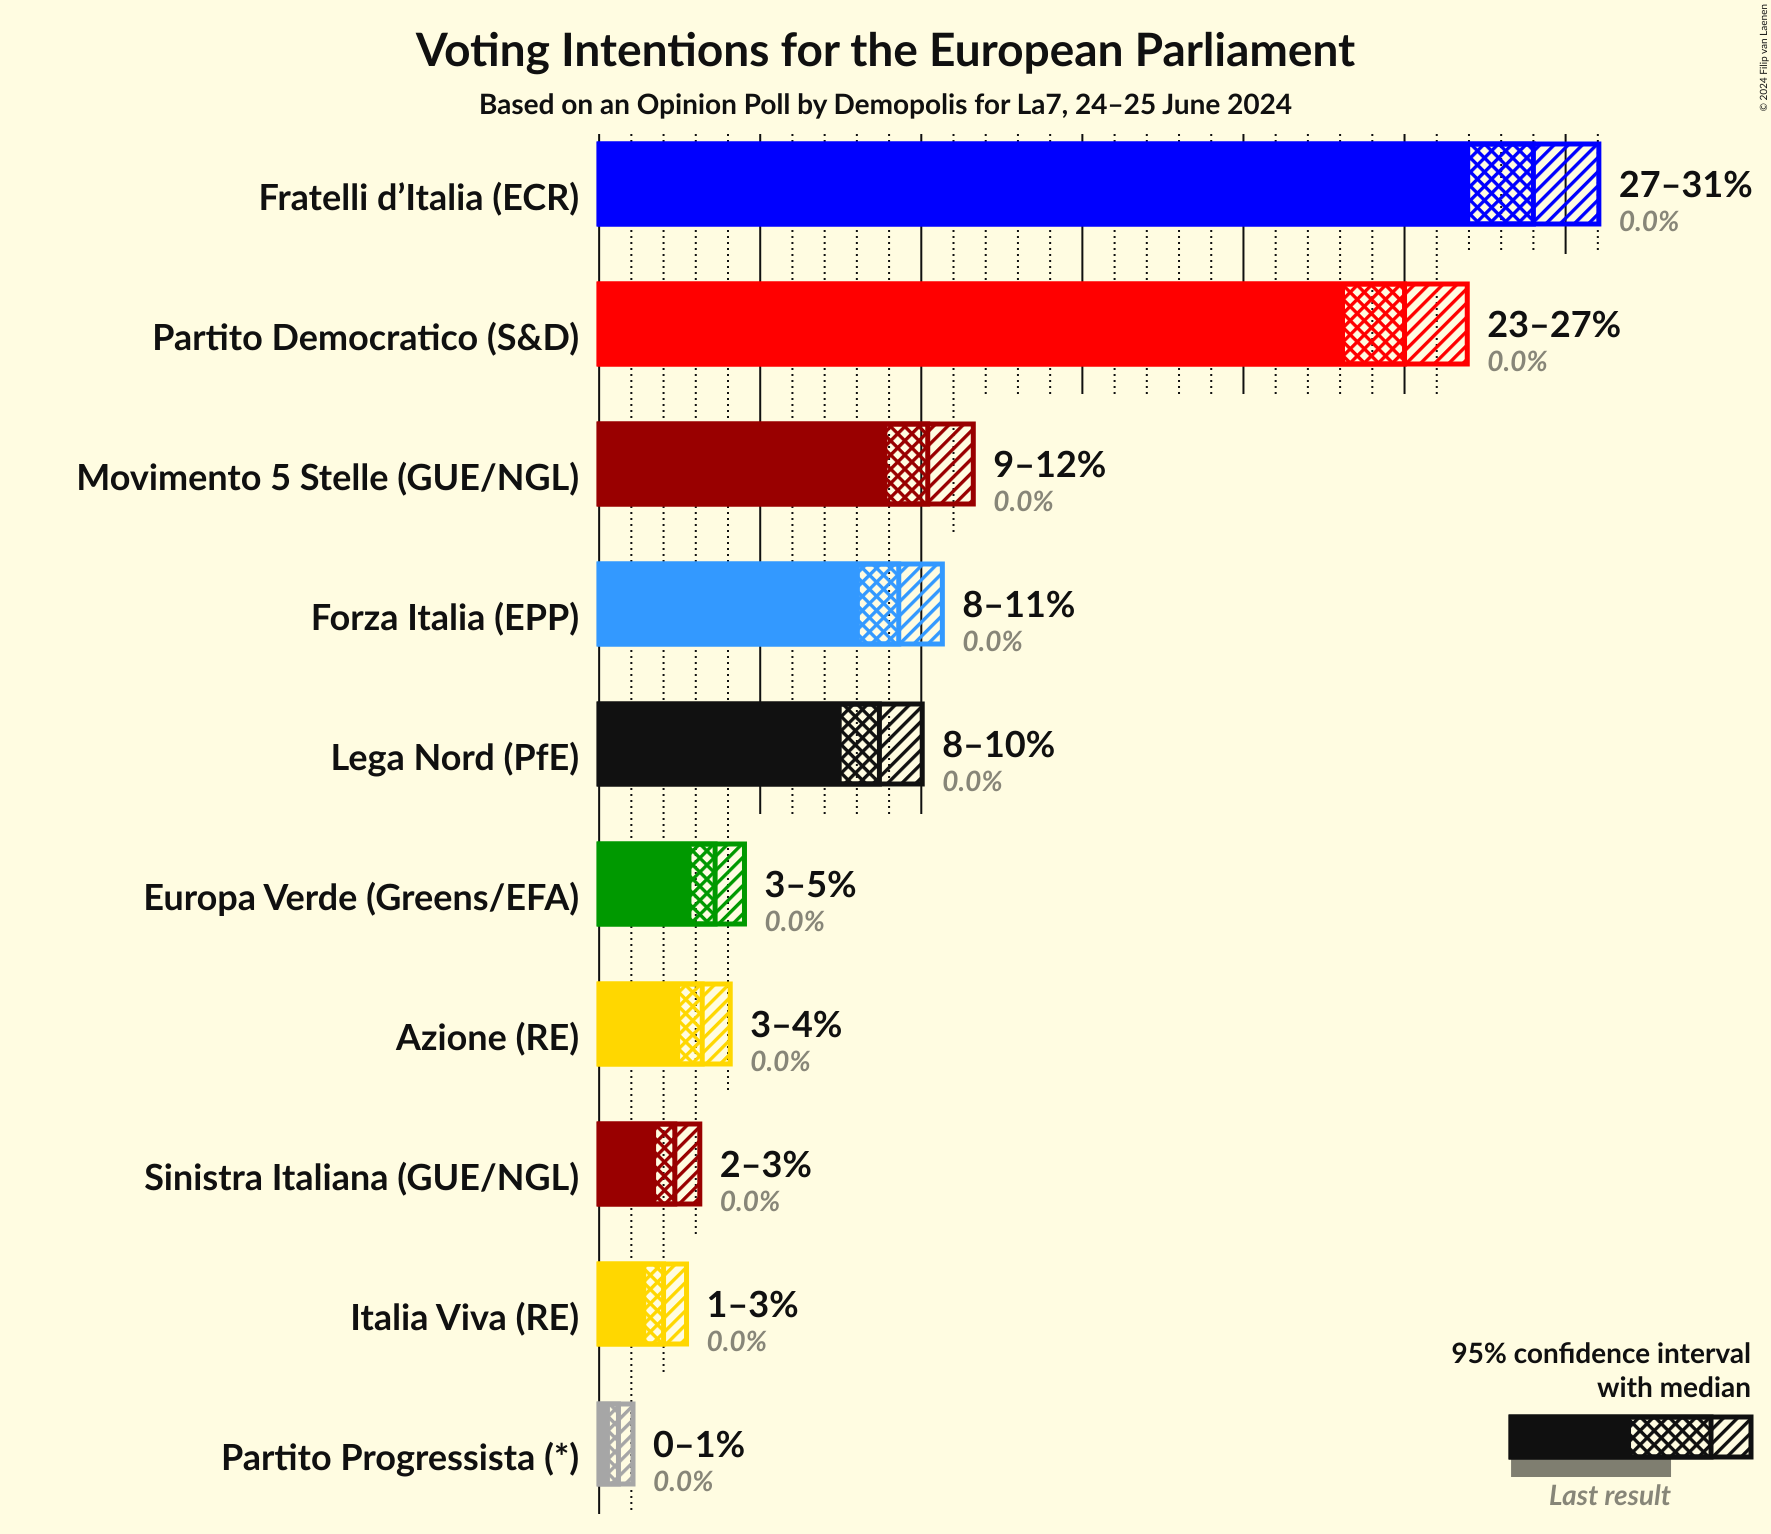 Voting Intentions for the European Parliament
Based on an Opinion Poll by Demopolis for La7, 24–25 June 2024
© 2024 Filip van Laenen
Fratelli d’Italia (ECR)
27–31%
0.0%
Partito Democratico (S&D)
23–27%
0.0%
Movimento 5 Stelle (GUE/NGL)
9–12%
0.0%
Forza Italia (EPP)
8–11%
0.0%
Lega Nord (PfE)
8–10%
0.0%
Europa Verde (Greens/EFA)
3–5%
0.0%
Azione (RE)
3–4%
0.0%
Sinistra Italiana (GUE/NGL)
2–3%
0.0%
Italia Viva (RE)
1–3%
0.0%
Partito Progressista (*)
0–1%
0.0%
95% confidence interval
with median
Last result